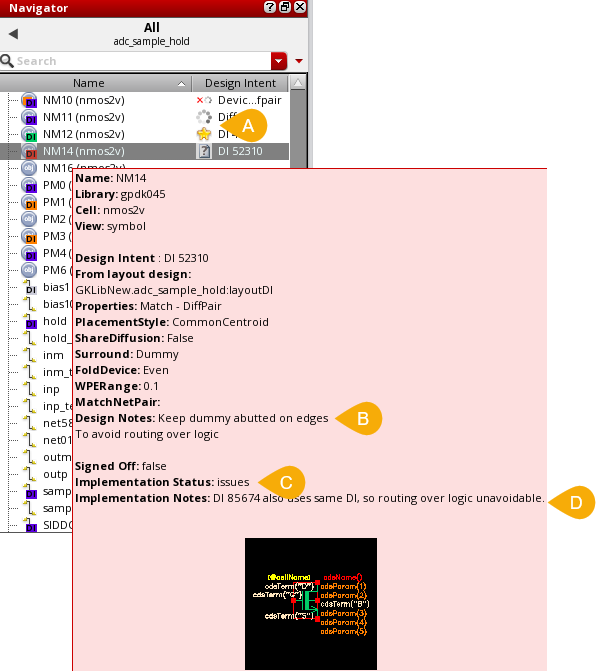 Navigator
All
adc_sample_hold
Search
Name Design Intent
NM10 (nmos2v) Devic...fpair
NM11 (nmos2v)
NM12 (nmos2v)
NM14 (nmos2v) DI 52310
NM16 (nmos2v)
PM0 (
PM1 (
PM2 (
PM3 (
PM4 (
PM6 (
bias1
bias10
hold
hold_
inm
inm_t
inp
inp_te
net58
net01
outm
outp
samp
samp
SIDDQ
A
Name: NM14
Library: gpdk045
Cell: nmos2v
View: symbol
Design Intent : DI 52310
From layout design:
GKLibNew.adc_sample_hold:layoutDI
Properties: Match - DiffPair
PlacementStyle: CommonCentroid
ShareDiffusion: False
Surround: Dummy
FoldDevice: Even
WPERange: 0.1
MatchNetPair:
Design Notes: Keep dummy abutted on edges
To avoid routing over logic
B
Signed Off: false
Implementation Status: issues
C
Implementation Notes: DI 85674 also uses same DI, so routing over logic unavoidable.
D
[@cellName] cdsName()
cdsTerm("D") cdsParam(1)
cdsTerm("G") cdsParam(2)
cdsTerm("B")
cdsParam(3)
cdsTerm("S") cdsParam(4)
cdsParam(5)